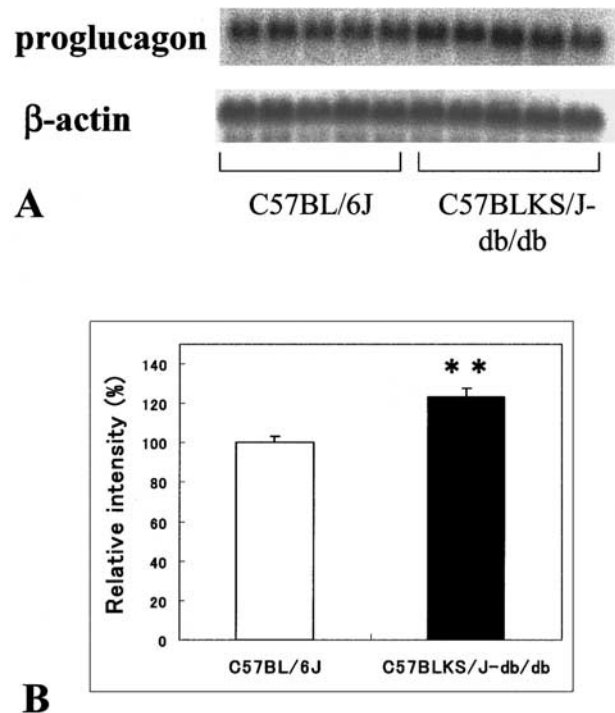 proglucagon
β-actin
A
C57BL/6J
C57BLKS/J-
db/db
Relative intensity (%)
140
120
100
80
60
40
20
0
**
C57BL/6J
C57BLKS/J-db/db
B